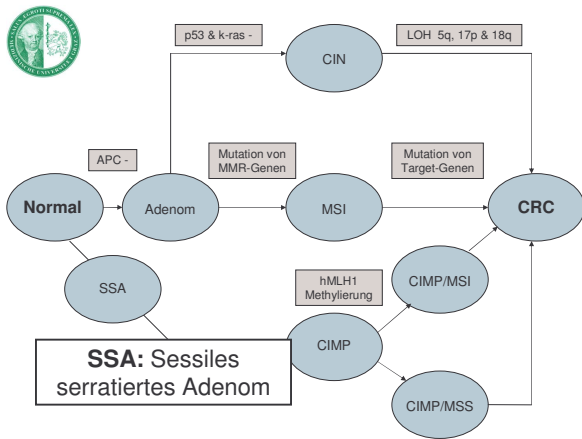 p53 & k-ras -
LOH 5q, 17p & 18q
CIN
APC -
Mutation von
MMR-Genen
Mutation von
Target-Genen
Normal
Adenom
MSI
CRC
SSA
hMLH1
Methylierung
CIMP/MSI
CIMP
SSA: Sessiles
serratiertes Adenom
CIMP/MSS